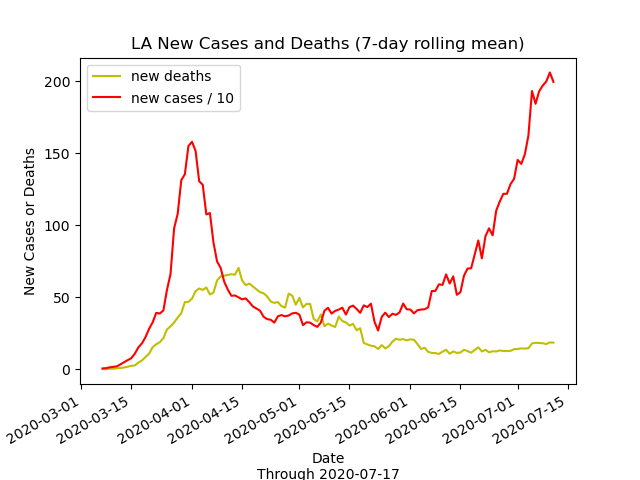 LA New Cases and Deaths (7-day rolling mean)
new deaths
new cases / 10
New Cases or Deaths
200
150
100
50
0
2020-03-01
2020-03-15
2020-04-01
2020-04-15
2020-05-01
2020-05-15
2020-06-01
2020-06-15
2020-07-01
2020-07-15
Date
Through 2020-07-17